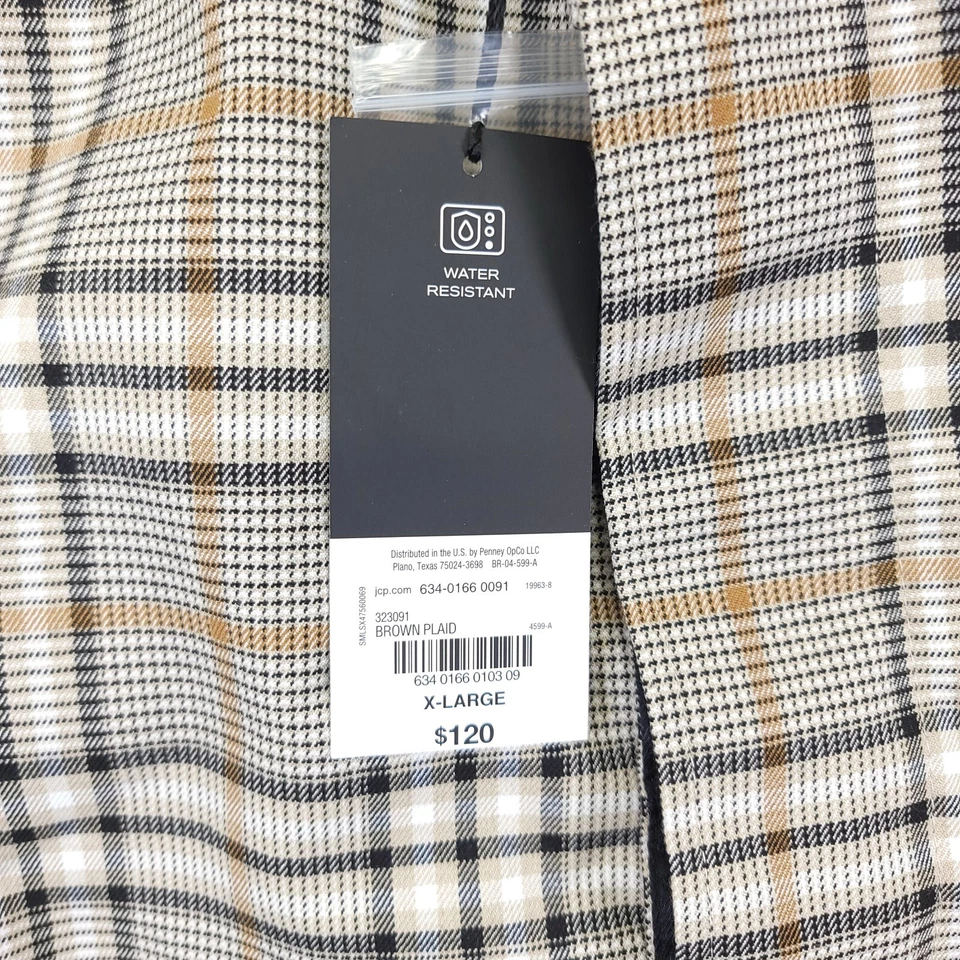 WATER
RESISTANT
Distributed in the U.S. by Penney OpCo LLC
Plano, Texas 75024-3698 BR-04-599-A
jcp.com 634-0166 0091 19963-8
SMLSX47560069
323091
BROWN PLAID 4599-A
634 0166 0103 09
X-LARGE
$120